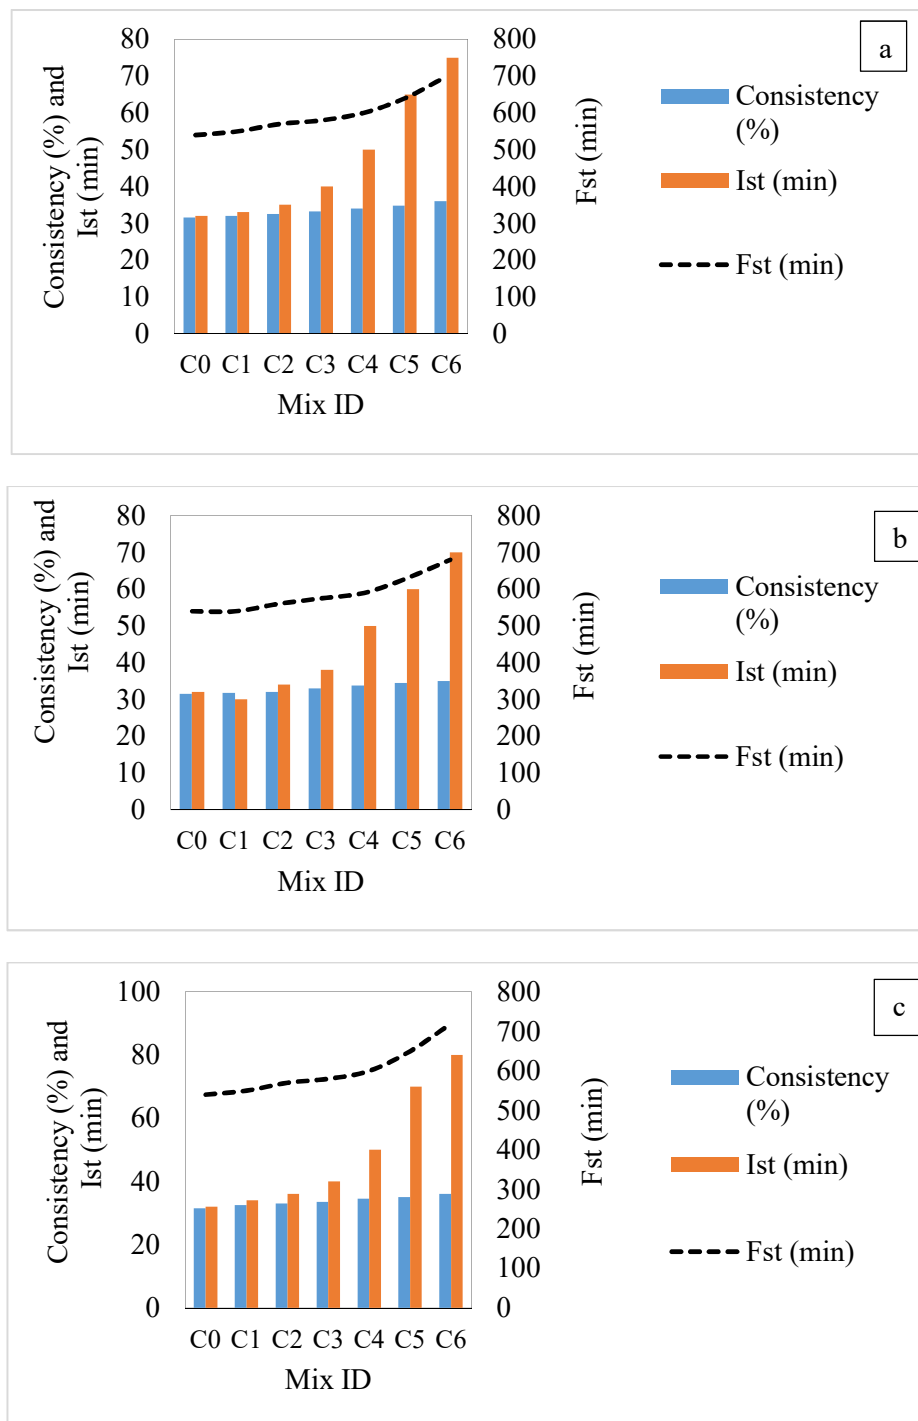 a
80
70
60
50
40
30
20
10
0
Consistency (%) and
Ist (min)
800
700
600
500
400
300
200
100
0
Fst (min)
C0 C1 C2 C3 C4 C5 C6
Mix ID
Consistency
(%)
Ist (min)
Fst (min)
b
80
70
60
50
40
30
20
10
0
Consistency (%) and
Ist (min)
800
700
600
500
400
300
200
100
0
Fst (min)
C0 C1 C2 C3 C4 C5 C6
Mix ID
Consistency
(%)
Ist (min)
Fst (min)
c
100
80
60
40
20
0
Consistency (%) and
Ist (min)
800
700
600
500
400
300
200
100
0
Fst (min)
C0 C1 C2 C3 C4 C5 C6
Mix ID
Consistency
(%)
Ist (min)
Fst (min)